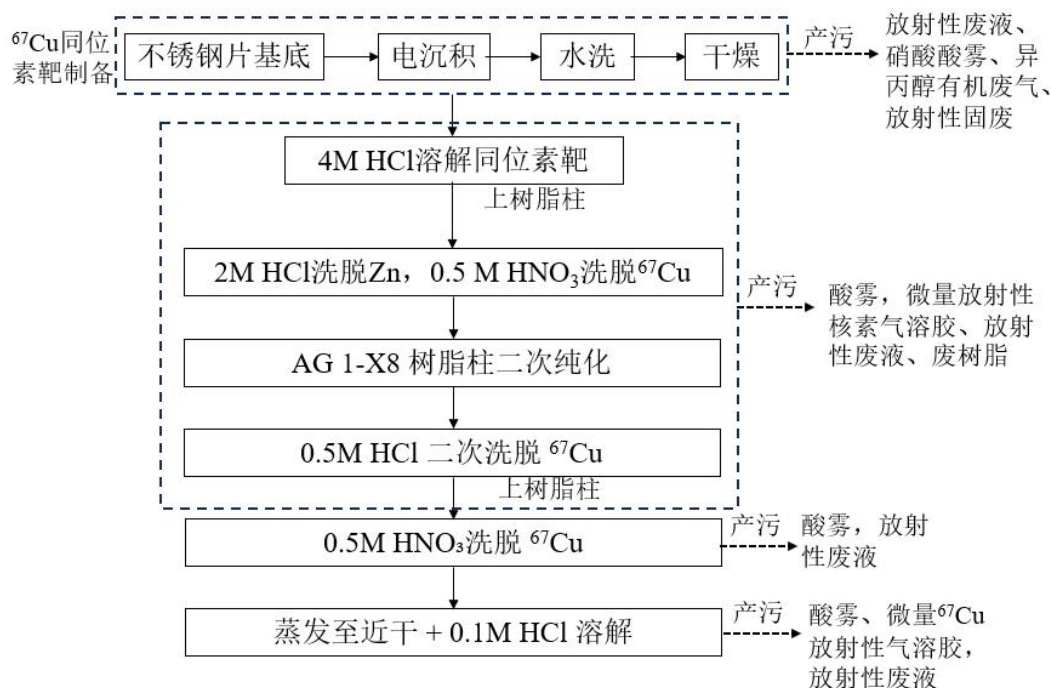 ⁶⁷Cu同位
素靶制备
不锈钢片基底
电沉积
水洗
干燥
产污
放射性废液、
硝酸酸雾、异
丙醇有机废气、
放射性固废
4M HCl溶解同位素靶
上树脂柱
2M HCl洗脱Zn，0.5 M HNO₃洗脱⁶⁷Cu
产污
酸雾，微量放射性
核素气溶胶、放射
性废液、废树脂
AG 1-X8 树脂柱二次纯化
0.5M HCl 二次洗脱 ⁶⁷Cu
上树脂柱
0.5M HNO₃洗脱 ⁶⁷Cu
产污
酸雾，放射
性废液
蒸发至近干 + 0.1M HCl 溶解
产污
酸雾、微量⁶⁷Cu
放射性气溶胶，
放射性废液